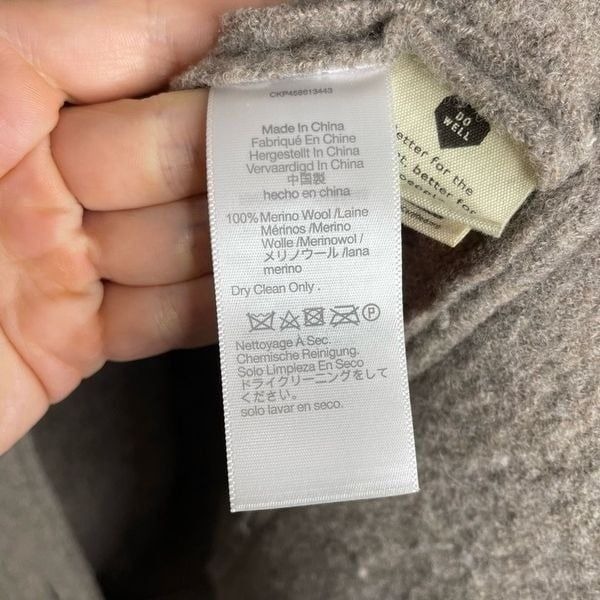 CKP458613443
Made In China
Fabriqué En Chine
Hergestellt In China
Vervaardigd In China
中国製
hecho en china
100% Merino Wool /Laine
Mérinos /Merino
Wolle /Merinowol /
メリノウール /lana
merino
Dry Clean Only .
P
Nettoyage À Sec.
Chemische Reinigung.
Solo Limpieza En Seco
ドライクリーニングをして
ください.
solo lavar en seco.
DO
WELL
better for the
better for